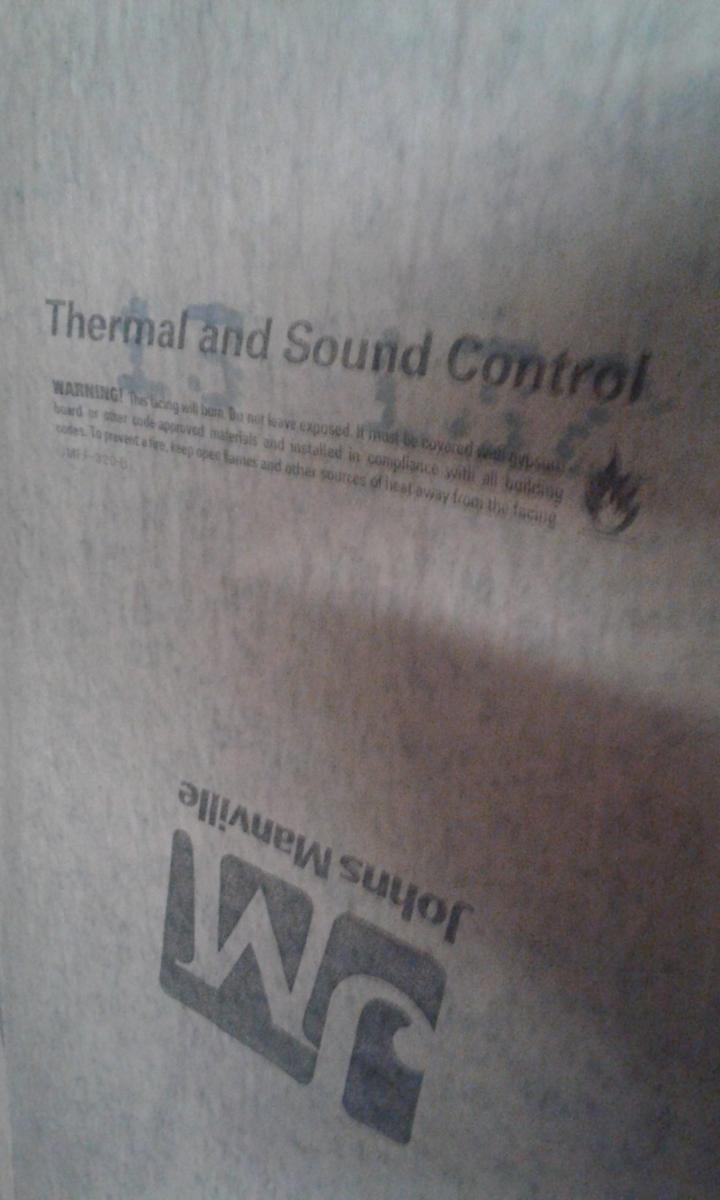 Thermal and Sound Control
WARNING! This facing will burn. Do not leave exposed. It must be covered with gypsum
board or other code approved materials and installed in compliance with all building
codes. To prevent a fire, keep open flames and other sources of heat away from the facing
Johns Manville
JM